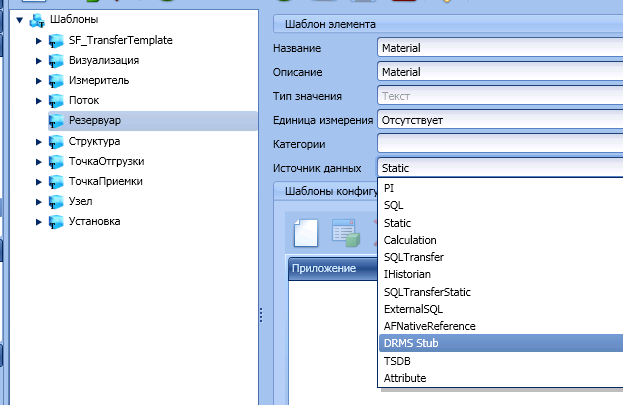 Шаблоны
SF_TransferTemplate
Визуализация
Измеритель
Поток
Резервуар
Структура
ТочкаОтгрузки
ТочкаПриемки
Узел
Установка
Шаблон элемента
Название Material
Описание Material
Тип значения Текст
Единица измерения Отсутствует
Категории
Источник данных Static
Шаблоны конфигу
Приложение
PI
SQL
Static
Calculation
SQLTransfer
IHistorian
SQLTransferStatic
ExternalSQL
AFNativeReference
DRMS Stub
TSDB
Attribute